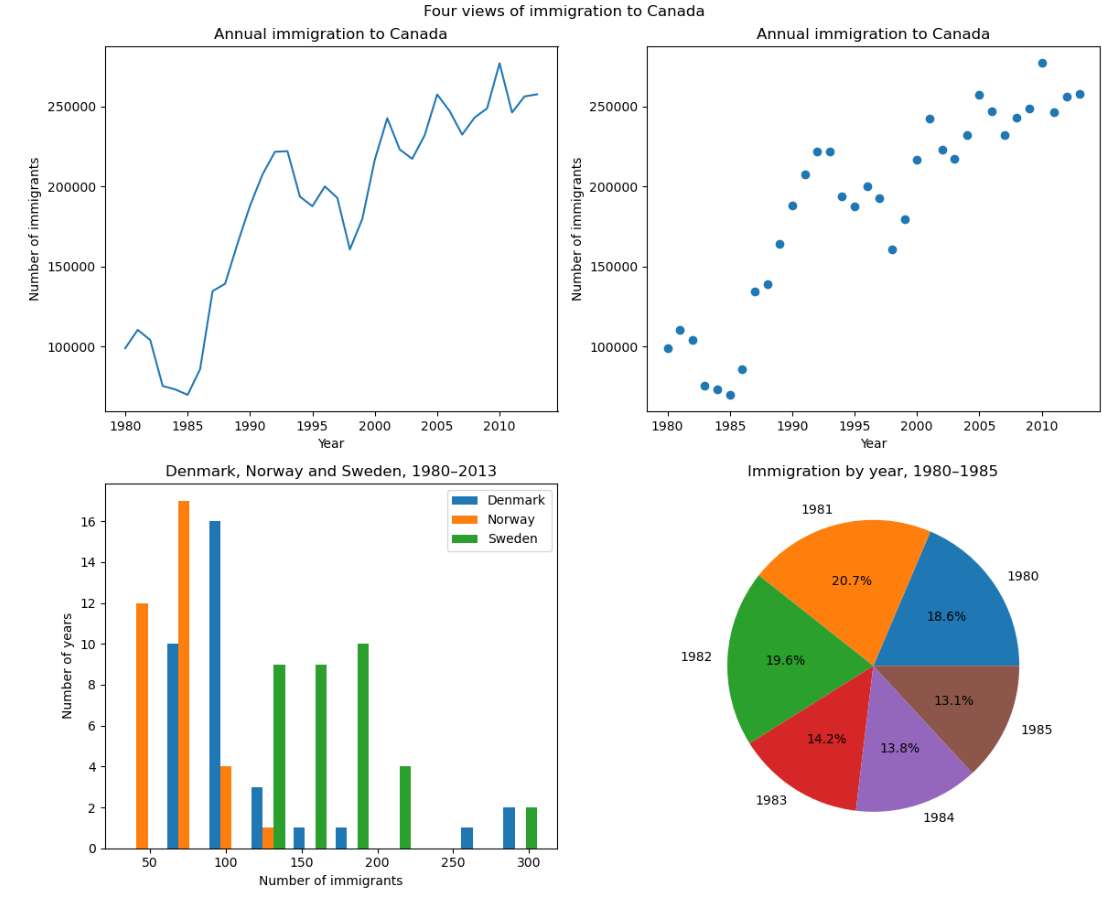 Four views of immigration to Canada
Annual immigration to Canada
Number of immigrants
250000
200000
150000
100000
1980 1985 1990 1995 2000 2005 2010
Year
Annual immigration to Canada
Number of immigrants
250000
200000
150000
100000
1980 1985 1990 1995 2000 2005 2010
Year
Denmark, Norway and Sweden, 1980–2013
Number of years
16
14
12
10
8
6
4
2
0
50 100 150 200 250 300
Number of immigrants
Denmark
Norway
Sweden
Immigration by year, 1980–1985
1981
1980
20.7%
18.6%
1982
19.6%
13.1%
1985
14.2%
13.8%
1983
1984